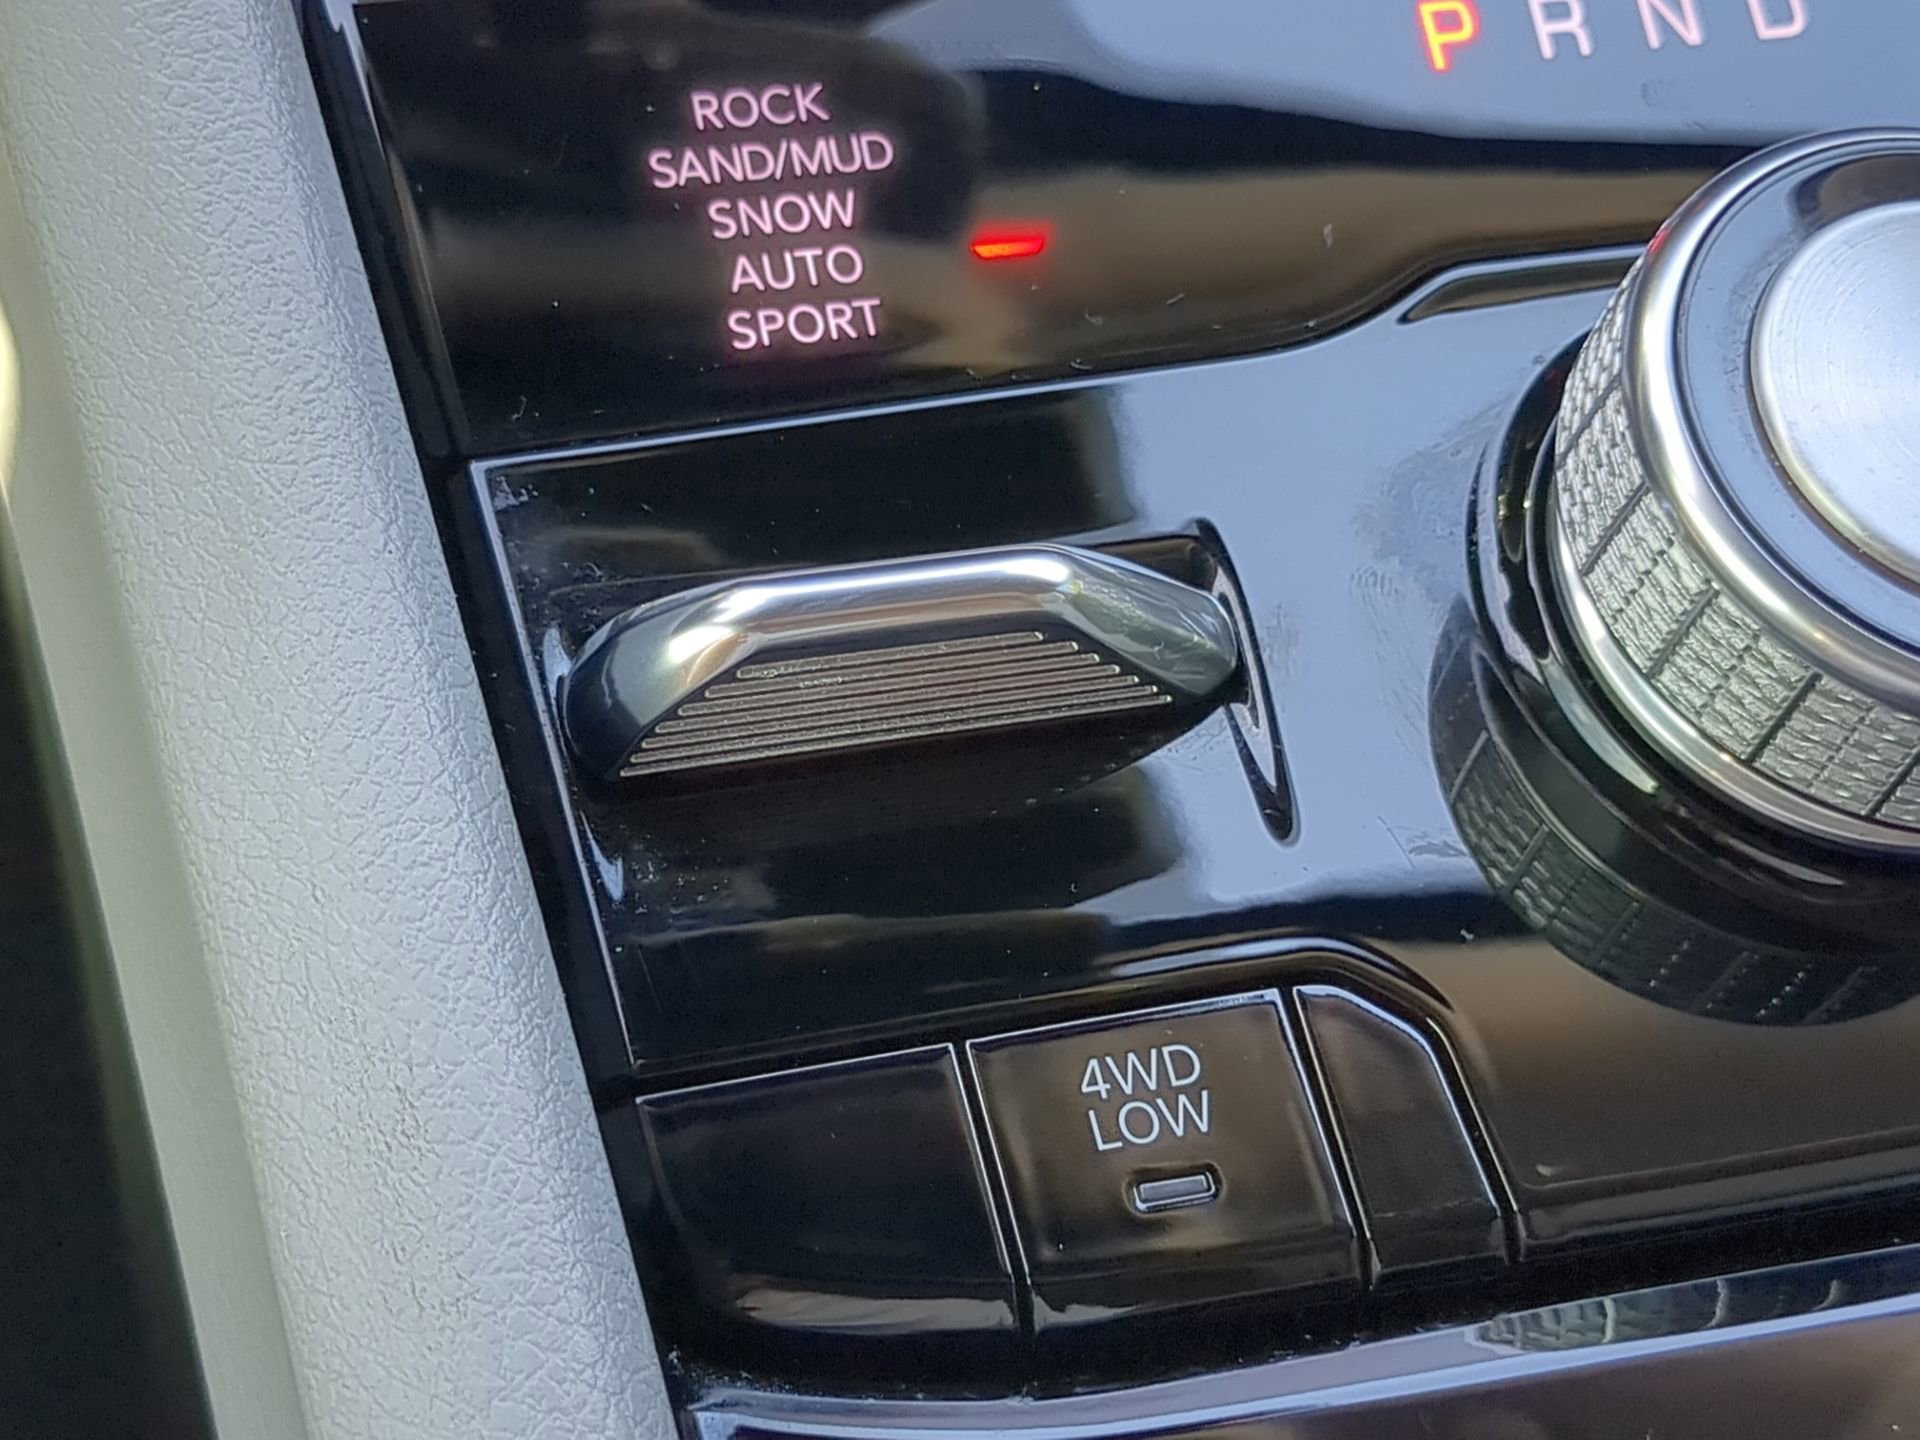 P R N D
ROCK
SAND/MUD
SNOW
AUTO
SPORT
4WD
LOW